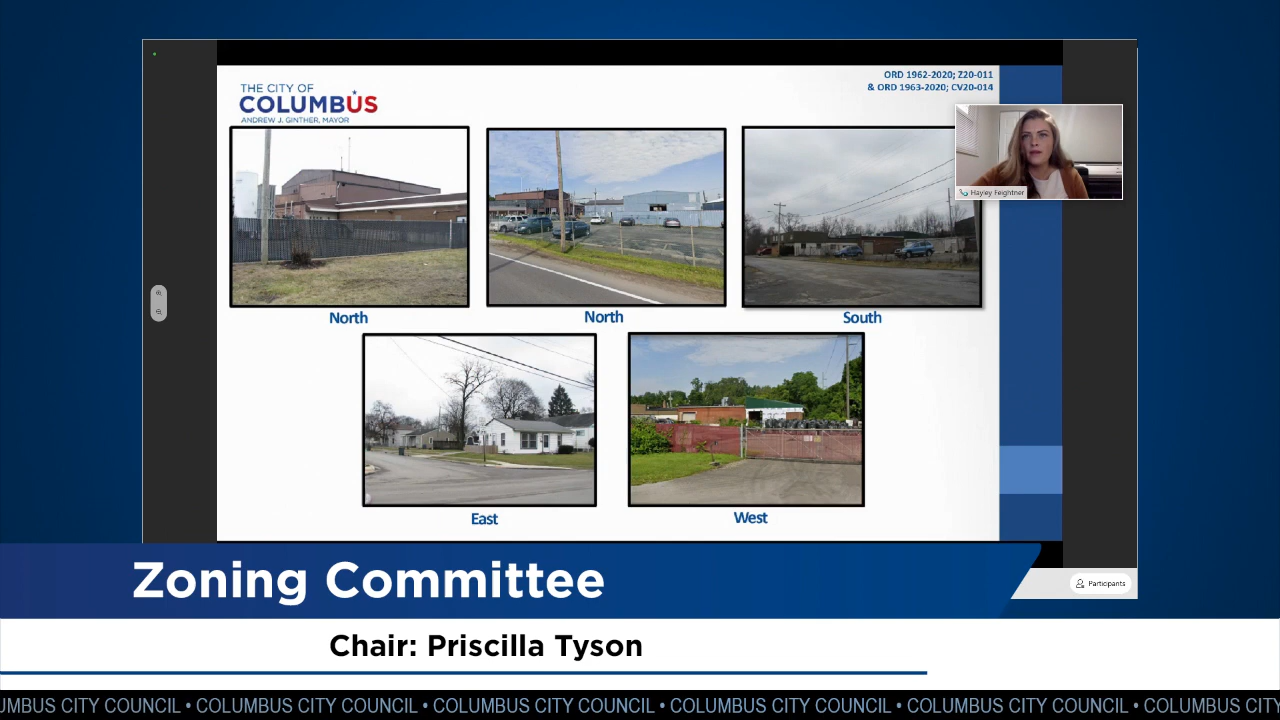 ORD 1962-2020; Z20-011
& ORD 1963-2020; CV20-014
THE CITY OF
COLUMBUS
ANDREW J. GINTHER, MAYOR
Hayley Feightner
North
North
South
East
West
Participants
Zoning Committee
Chair: Priscilla Tyson
UMBUS CITY COUNCIL • COLUMBUS CITY COUNCIL • COLUMBUS CITY COUNCIL • COLUMBUS CITY COUNCIL • COLUMBUS CITY COUNCIL • COLUMBUS CITY